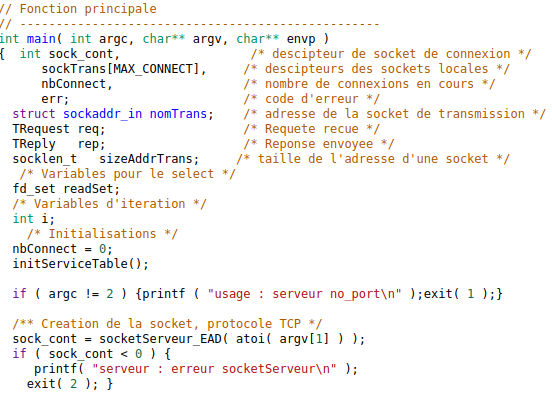 // Fonction principale
// ------------------------------------------------
int main( int argc, char** argv, char** envp )
{  int sock_cont,                  /* descipteur de socket de connexion */
      sockTrans[MAX_CONNECT],     /* descipteurs des sockets locales */
      nbConnect,                  /* nombre de connexions en cours */
      err;                        /* code d'erreur */
  struct sockaddr_in nomTrans;    /* adresse de la socket de transmission */
  TRequest req;                   /* Requete recue */
  TReply   rep;                   /* Reponse envoyee */
  socklen_t   sizeAddrTrans;     /* taille de l'adresse d'une socket */
   /* Variables pour le select */
  fd_set readSet;
  /* Variables d'iteration */
  int i;
    /* Initialisations */
  nbConnect = 0;
  initServiceTable();

  if ( argc != 2 ) {printf ( "usage : serveur no_port\n" );exit( 1 );}

  /** Creation de la socket, protocole TCP */
  sock_cont = socketServeur_EAD( atoi( argv[1] ) );
  if ( sock_cont < 0 ) {
     printf( "serveur : erreur socketServeur\n" );
    exit( 2 ); }